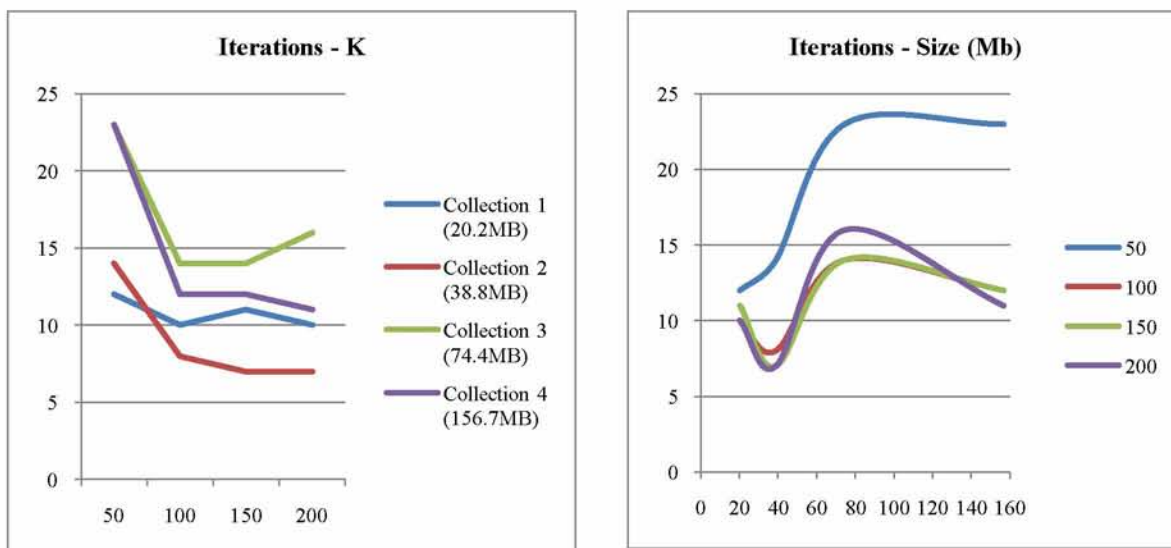 Iterations - K
25
20
15
10
5
0
50 100 150 200
Collection 1
(20.2MB)
Collection 2
(38.8MB)
Collection 3
(74.4MB)
Collection 4
(156.7MB)
Iterations - Size (Mb)
25
20
15
10
5
0
0 20 40 60 80 100 120 140 160
50
100
150
200